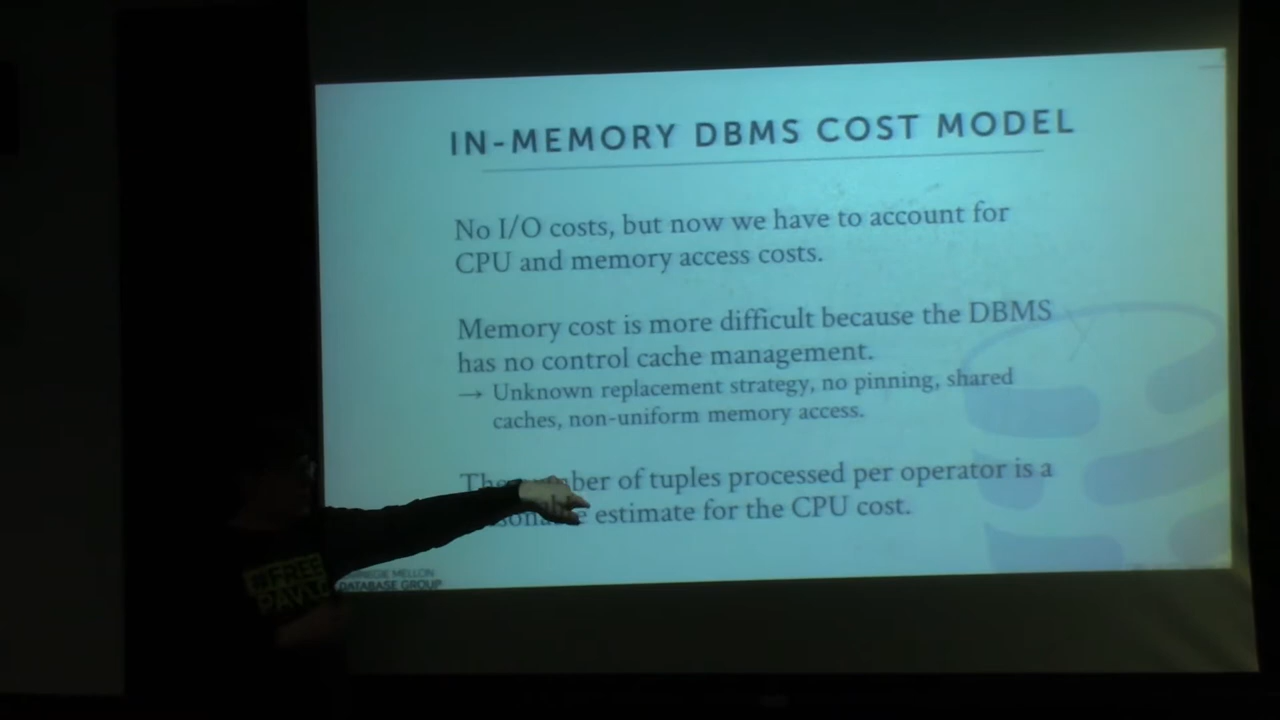 IN-MEMORY DBMS COST MODEL
No I/O costs, but now we have to account for
CPU and memory access costs.
Memory cost is more difficult because the DBMS
has no control cache management.
→ Unknown replacement strategy, no pinning, shared
caches, non-uniform memory access.
The ber of tuples processed per operator is a
estimate for the CPU cost.
MELLON
DATABASE GROUP
#FREE
PAVLO